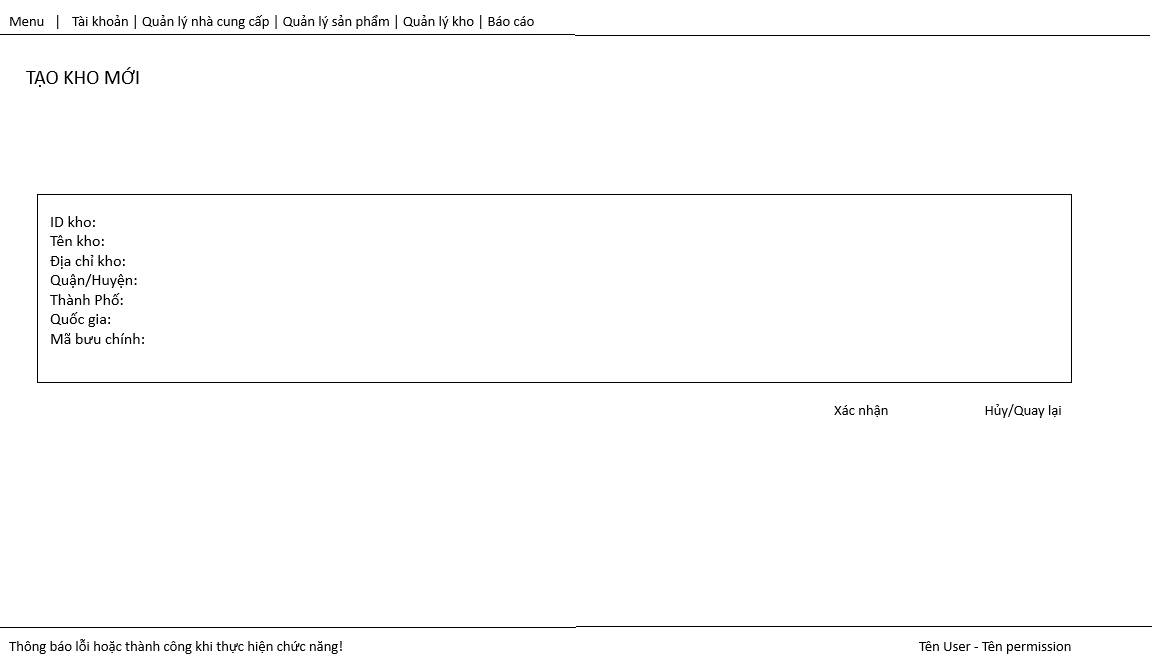 Menu | Tài khoản | Quản lý nhà cung cấp | Quản lý sản phẩm | Quản lý kho | Báo cáo
TẠO KHO MỚI
ID kho:
Tên kho:
Địa chỉ kho:
Quận/Huyện:
Thành Phố:
Quốc gia:
Mã bưu chính:
Xác nhận Hủy/Quay lại
Thông báo lỗi hoặc thành công khi thực hiện chức năng! Tên User - Tên permission